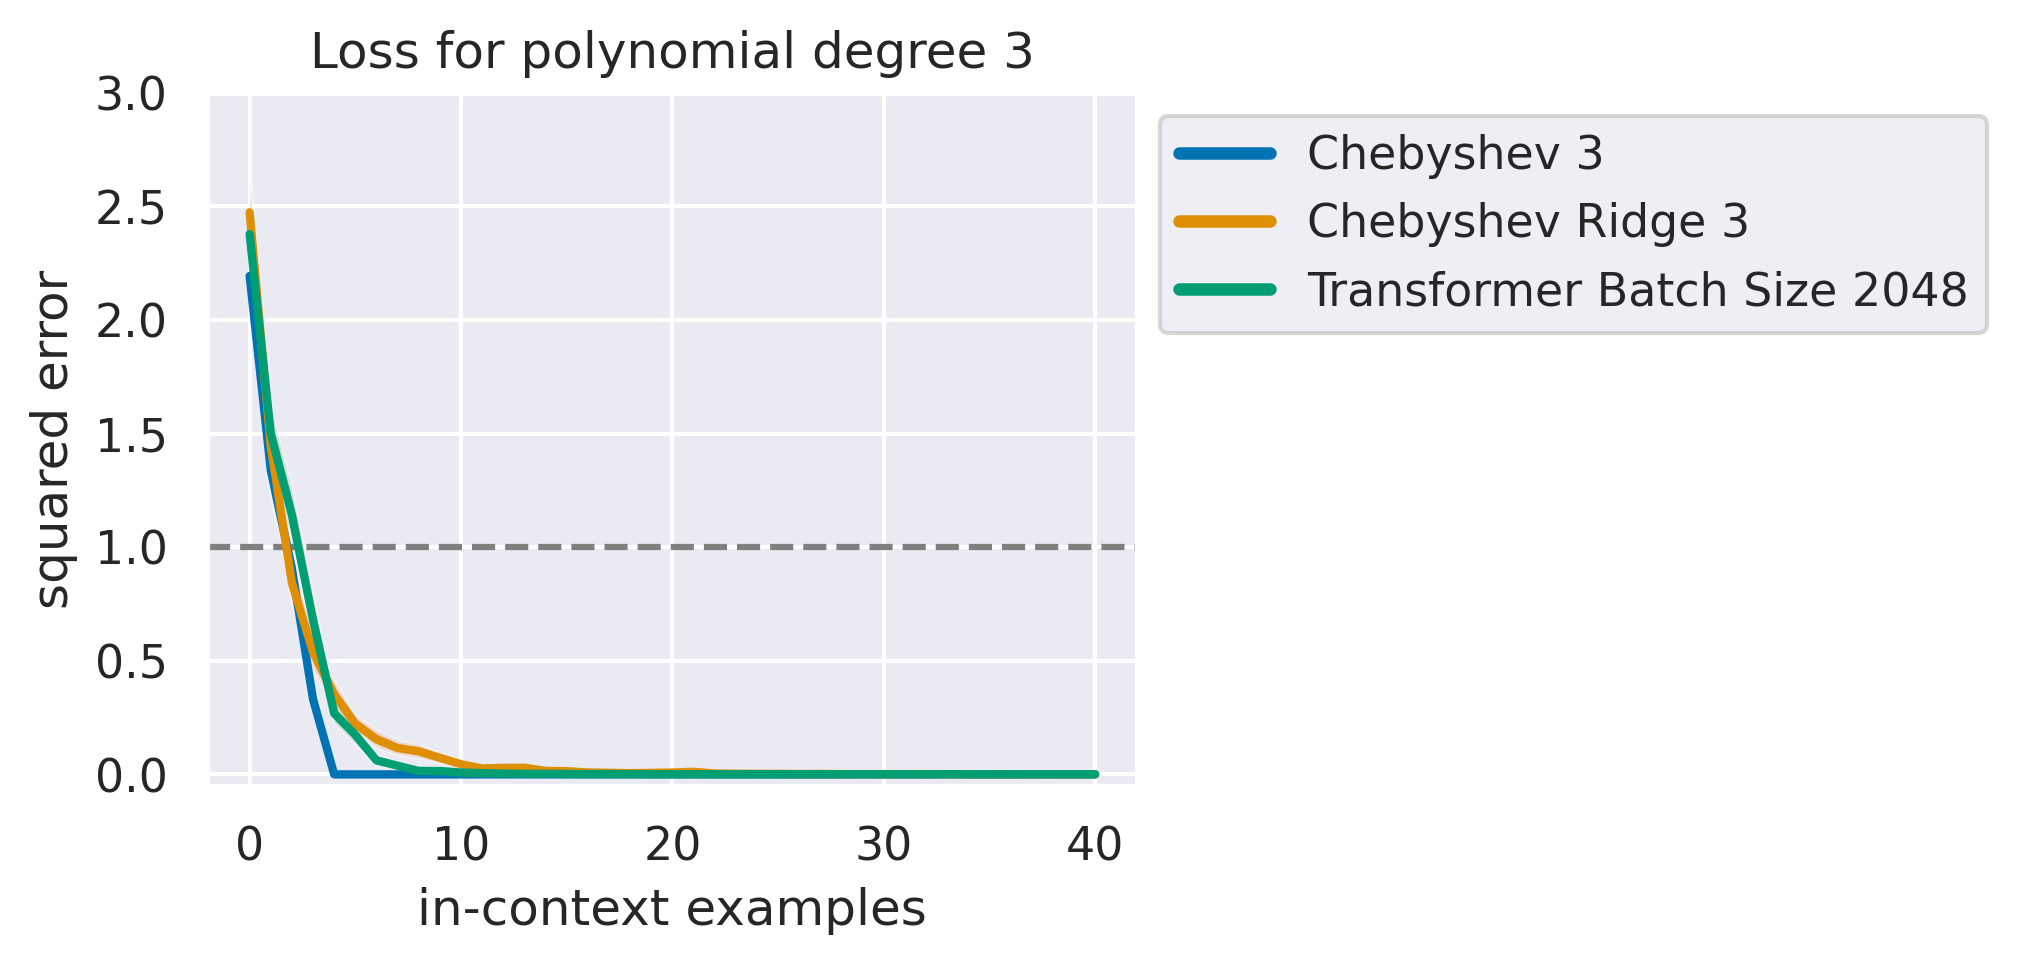 Loss for polynomial degree 3
3.0
2.5
2.0
1.5
1.0
0.5
0.0
squared error
0 10 20 30 40
in-context examples
Chebyshev 3
Chebyshev Ridge 3
Transformer Batch Size 2048